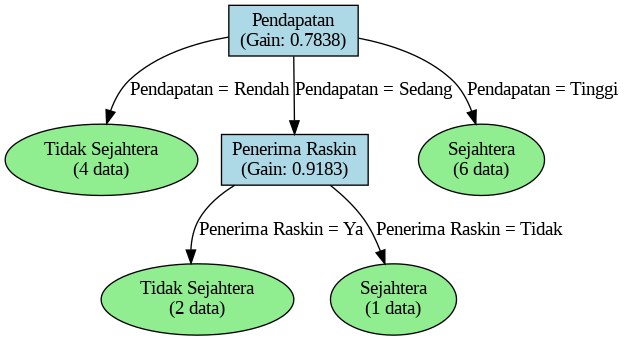 Pendapatan
(Gain: 0.7838)
Pendapatan = Rendah
Pendapatan = Sedang
Pendapatan = Tinggi
Tidak Sejahtera
(4 data)
Penerima Raskin
(Gain: 0.9183)
Sejahtera
(6 data)
Penerima Raskin = Ya
Penerima Raskin = Tidak
Tidak Sejahtera
(2 data)
Sejahtera
(1 data)